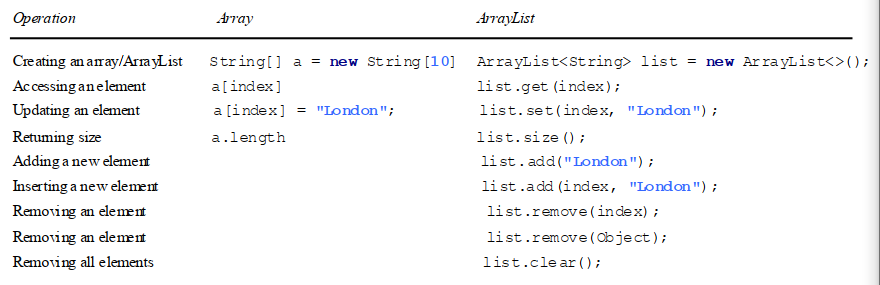 Operation Array ArrayList
Creating an array/ArrayList String[] a = new String[10] ArrayList<String> list = new ArrayList<>();
Accessing an element a[index] list.get(index);
Updating an element a[index] = "London"; list.set(index, "London");
Returning size a.length list.size();
Adding a new element list.add("London");
Inserting a new element list.add(index, "London");
Removing an element list.remove(index);
Removing an element list.remove(Object);
Removing all elements list.clear();